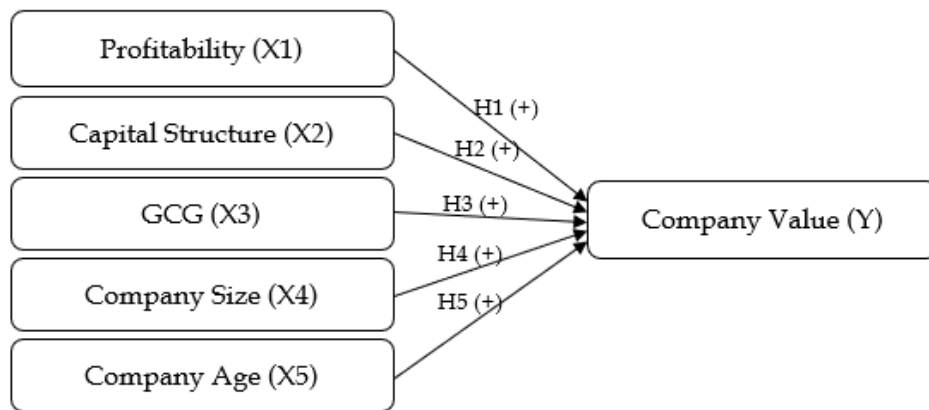 Profitability (X1)
H1 (+)
Capital Structure (X2)
H2 (+)
GCG (X3)
H3 (+)
Company Value (Y)
H4 (+)
Company Size (X4)
H5 (+)
Company Age (X5)